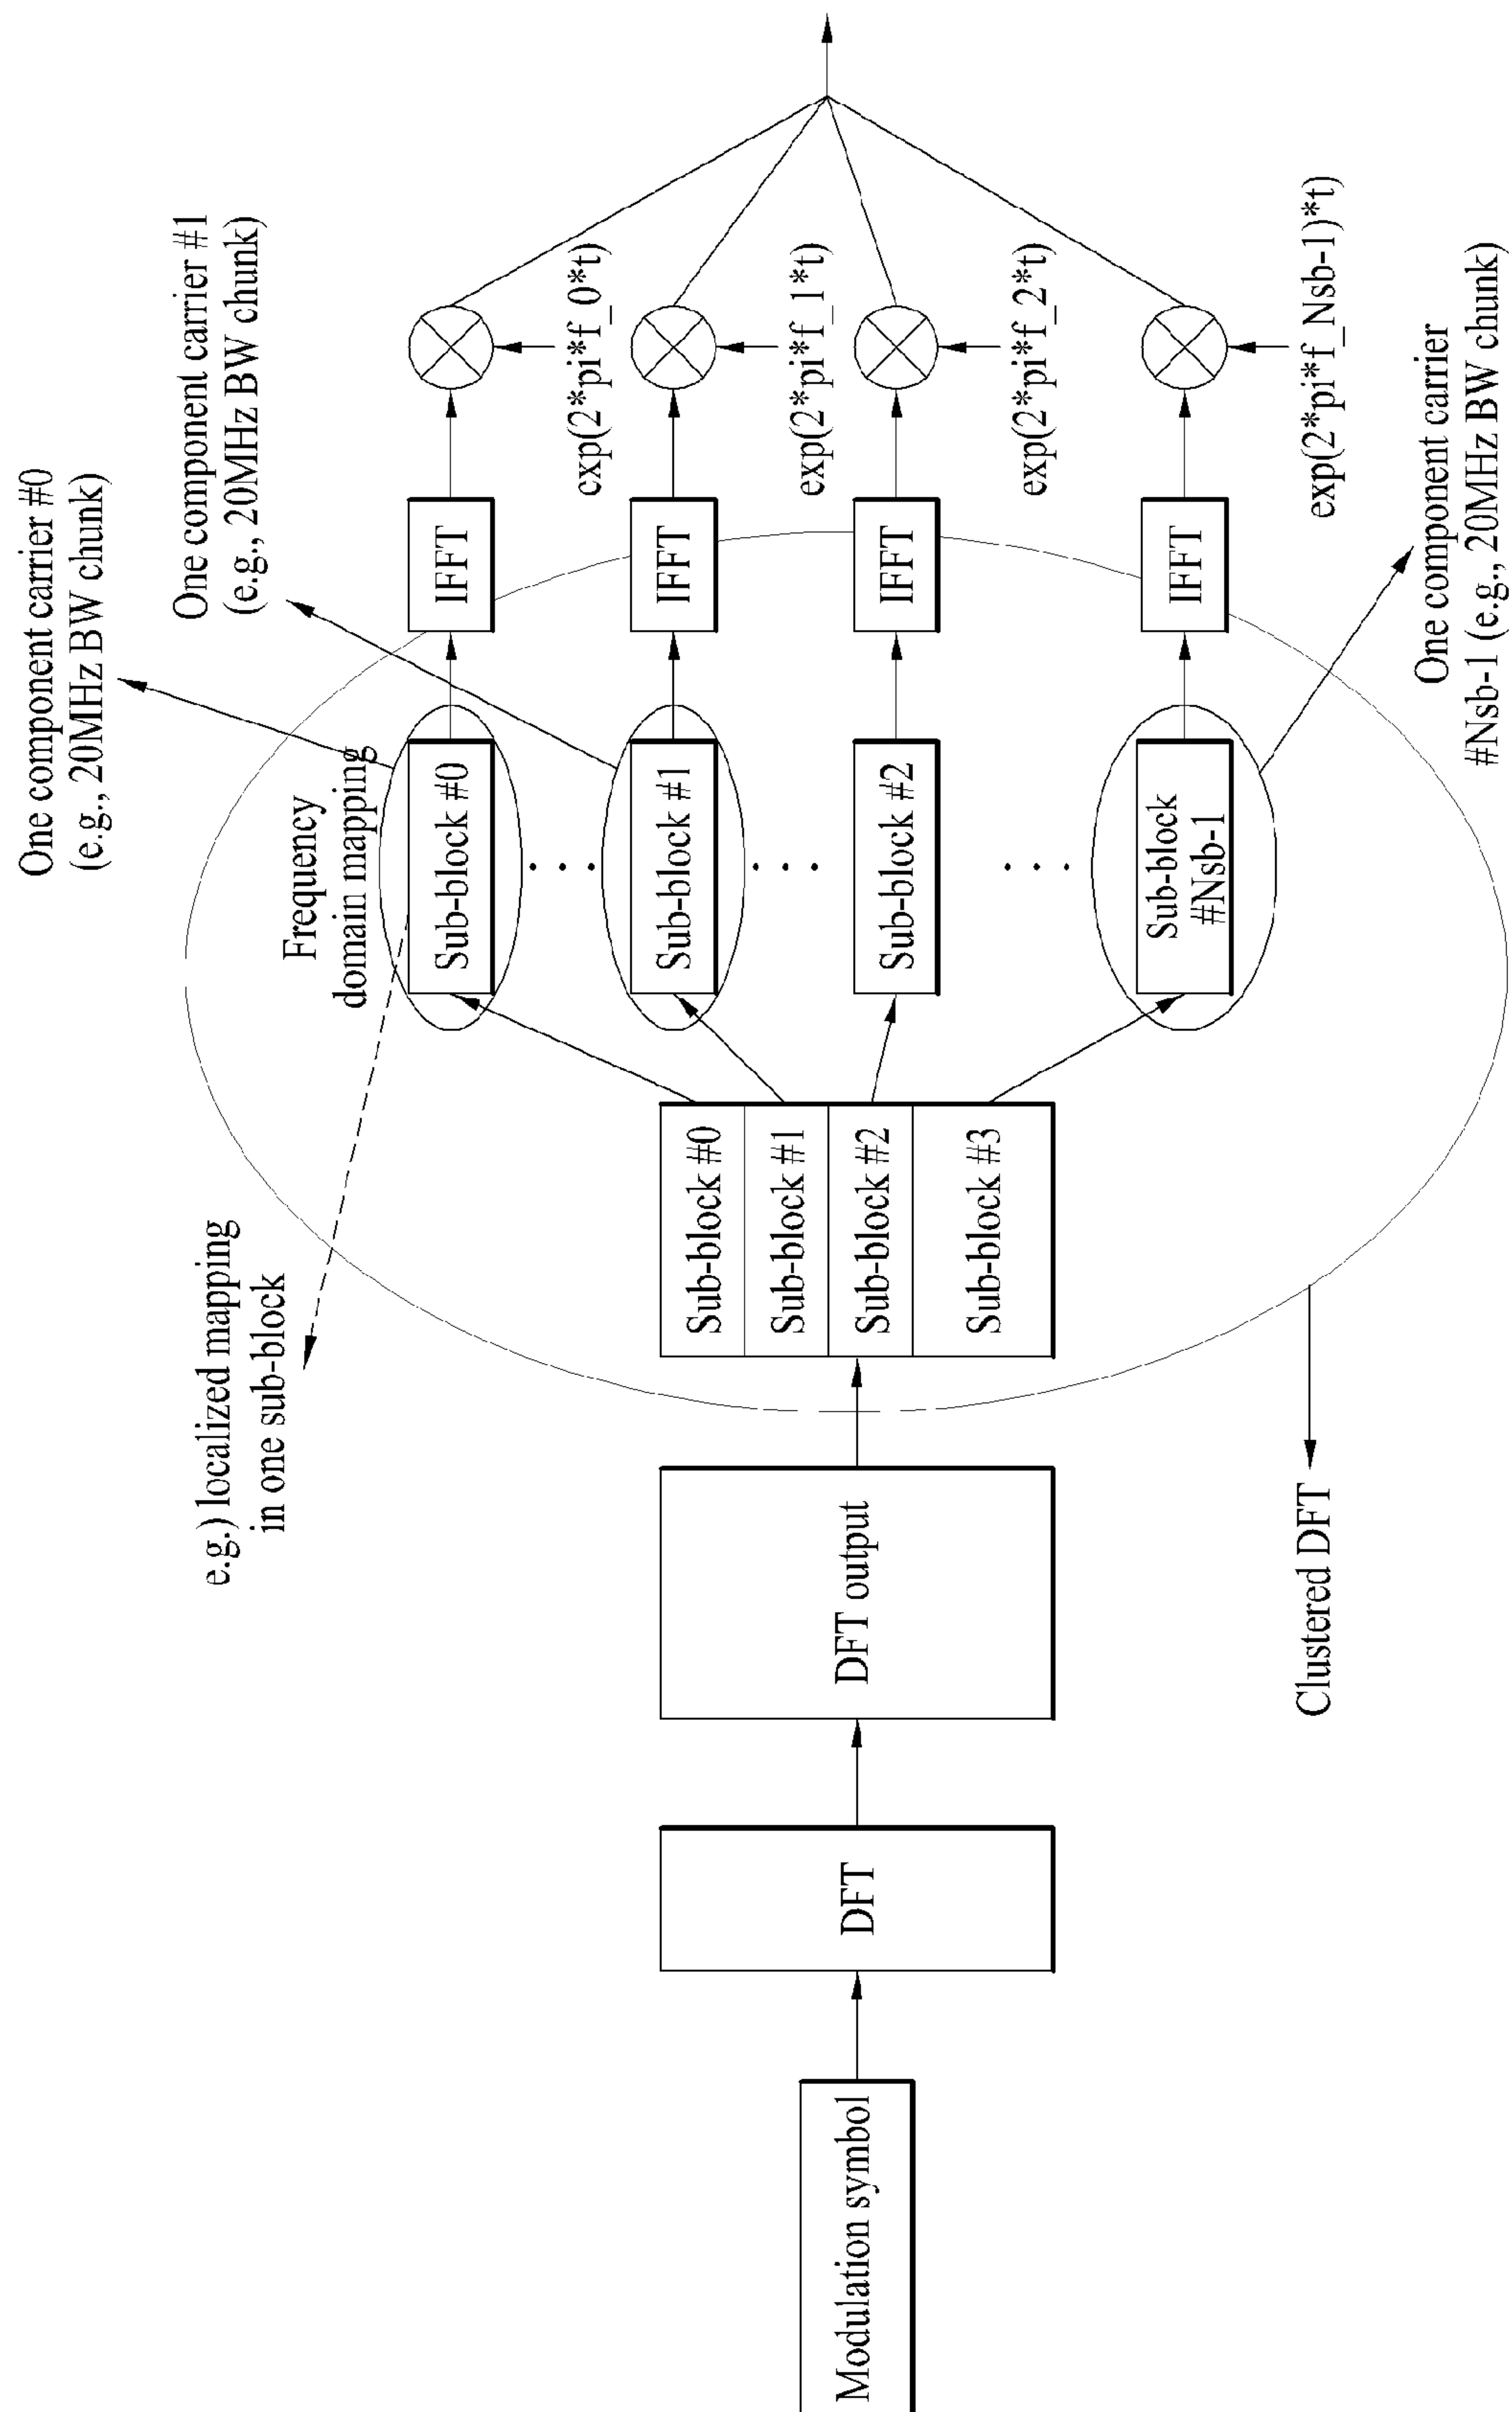 One component carrier #0
(e.g., 20MHz BW chunk)
One component carrier #1
(e.g., 20MHz BW chunk)
e.g.) localized mapping
in one sub-block
Frequency
domain mapping
Modulation symbol
DFT
DFT output
Sub-block #0
Sub-block #1
Sub-block #2
Sub-block #3
Sub-block #0
IFFT
exp(2*pi*f_0*t)
Sub-block #1
IFFT
exp(2*pi*f_1*t)
Sub-block #2
IFFT
exp(2*pi*f_2*t)
Sub-block
#Nsb-1
IFFT
exp(2*pi*f_Nsb-1)*t)
Clustered DFT
One component carrier
#Nsb-1 (e.g., 20MHz BW chunk)